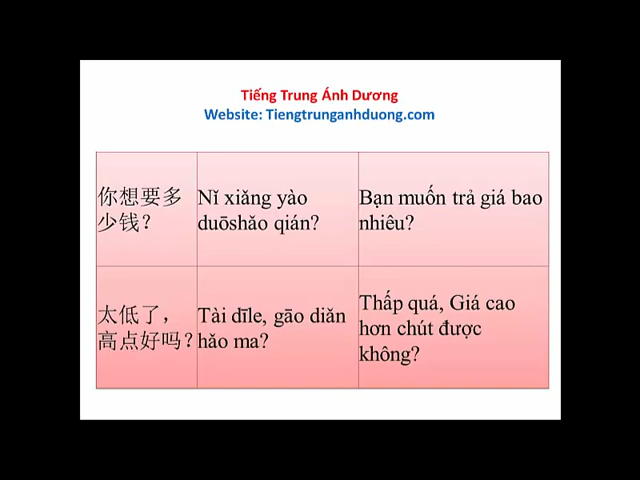 Tiếng Trung Ánh Dương
Website: Tiengtrunganhduong.com
你想要多
少钱？
Nǐ xiǎng yào
duōshǎo qián?
Bạn muốn trả giá bao
nhiêu?
太低了，
高点好吗？
Tài dīle, gāo diǎn
hǎo ma?
Thấp quá, Giá cao
hơn chút được
không?